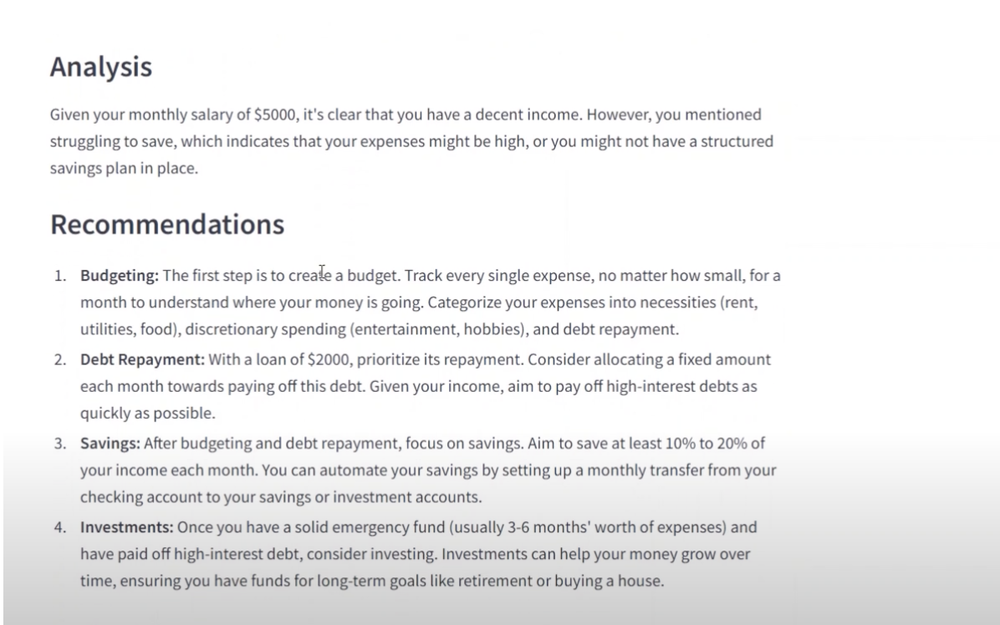 Analysis
Given your monthly salary of $5000, it's clear that you have a decent income. However, you mentioned
struggling to save, which indicates that your expenses might be high, or you might not have a structured
savings plan in place.
Recommendations
1. Budgeting: The first step is to create a budget. Track every single expense, no matter how small, for a
month to understand where your money is going. Categorize your expenses into necessities (rent,
utilities, food), discretionary spending (entertainment, hobbies), and debt repayment.
2. Debt Repayment: With a loan of $2000, prioritize its repayment. Consider allocating a fixed amount
each month towards paying off this debt. Given your income, aim to pay off high-interest debts as
quickly as possible.
3. Savings: After budgeting and debt repayment, focus on savings. Aim to save at least 10% to 20% of
your income each month. You can automate your savings by setting up a monthly transfer from your
checking account to your savings or investment accounts.
4. Investments: Once you have a solid emergency fund (usually 3-6 months' worth of expenses) and
have paid off high-interest debt, consider investing. Investments can help your money grow over
time, ensuring you have funds for long-term goals like retirement or buying a house.